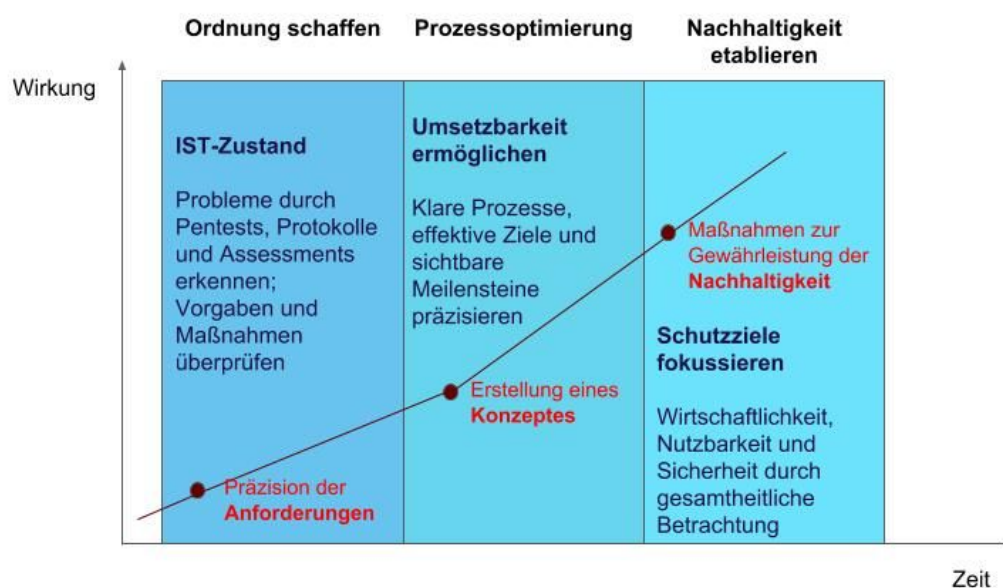 Ordnung schaffen
Prozessoptimierung
Nachhaltigkeit
etablieren
Wirkung
IST-Zustand
Probleme durch
Pentests, Protokolle
und Assessments
erkennen;
Vorgaben und
Maßnahmen
überprüfen
Präzision der
Anforderungen
Umsetzbarkeit
ermöglichen
Klare Prozesse,
effektive Ziele und
sichtbare
Meilensteine
präzisieren
Erstellung eines
Konzeptes
Maßnahmen zur
Gewährleistung der
Nachhaltigkeit
Schutzziele
fokussieren
Wirtschaftlichkeit,
Nutzbarkeit und
Sicherheit durch
gesamtheitliche
Betrachtung
Zeit